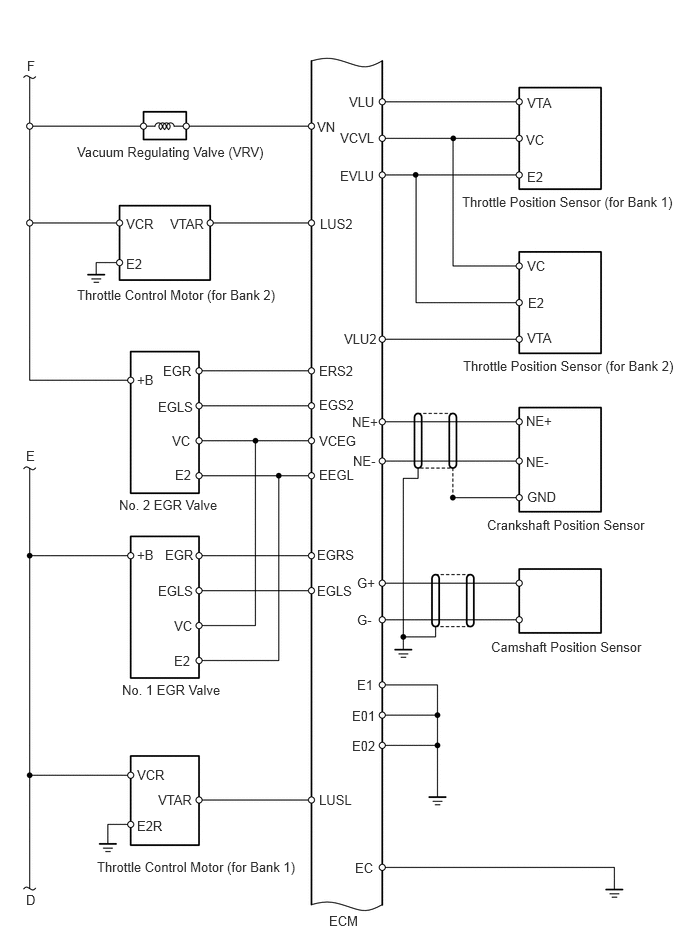 F
VN
Vacuum Regulating Valve (VRV)
VCR VTAR
LUS2
E2
Throttle Control Motor (for Bank 2)
EGR
ERS2
+B
EGLS
EGS2
VC
VCEG
E2
EEGL
No. 2 EGR Valve
E
+B EGR
EGRS
EGLS
EGLS
VC
E2
No. 1 EGR Valve
VCR
VTAR
LUSL
E2R
Throttle Control Motor (for Bank 1)
D
ECM
VLU
VTA
VCVL
VC
EVLU
E2
Throttle Position Sensor (for Bank 1)
VC
E2
VLU2
VTA
Throttle Position Sensor (for Bank 2)
NE+
NE+
NE-
NE-
GND
Crankshaft Position Sensor
G+
G-
Camshaft Position Sensor
E1
E01
E02
EC